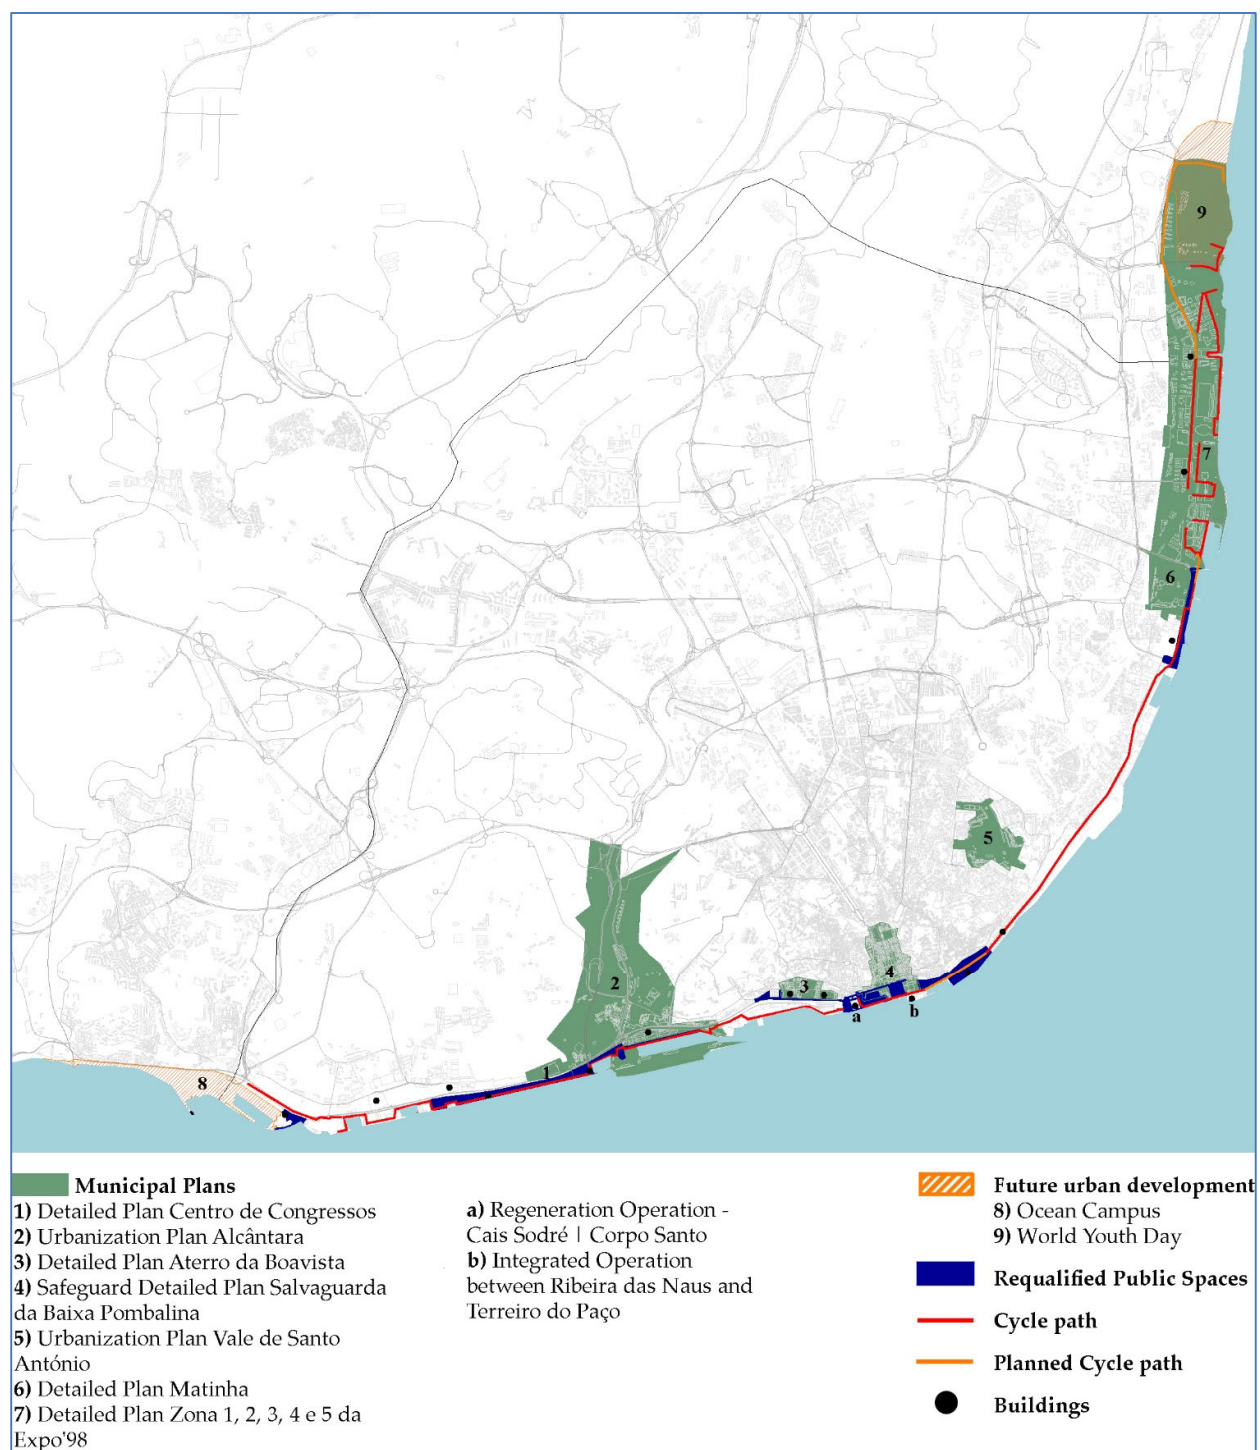 9
7
6
5
4
3
2
a
b
1
8
Municipal Plans
1) Detailed Plan Centro de Congressos
2) Urbanization Plan Alcântara
3) Detailed Plan Aterro da Boavista
4) Safeguard Detailed Plan Salvaguarda
da Baixa Pombalina
5) Urbanization Plan Vale de Santo
António
6) Detailed Plan Matinha
7) Detailed Plan Zona 1, 2, 3, 4 e 5 da
Expo'98
a) Regeneration Operation -
Cais Sodré | Corpo Santo
b) Integrated Operation
between Ribeira das Naus and
Terreiro do Paço
Future urban development
8) Ocean Campus
9) World Youth Day
Requalified Public Spaces
Cycle path
Planned Cycle path
Buildings